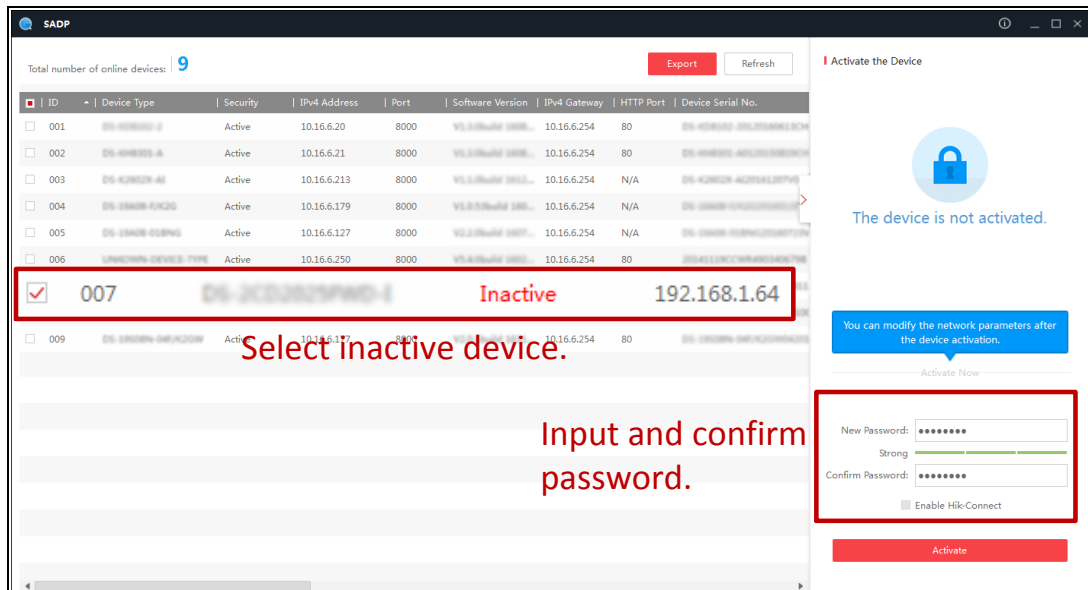 SADP
Total number of online devices: 9
Export
Refresh
Activate the Device
ID Device Type Security IPv4 Address Port Software Version IPv4 Gateway HTTP Port Device Serial No.
001 Active 10.16.6.20 8000 10.16.6.254 80
002 Active 10.16.6.21 8000 10.16.6.254 80
003 Active 10.16.6.213 8000 10.16.6.254 N/A
004 Active 10.16.6.179 8000 10.16.6.254 N/A
The device is not activated.
005 Active 10.16.6.127 8000 10.16.6.254 N/A
006 Active 10.16.6.250 8000 10.16.6.254 80
007 Inactive 192.168.1.64
009 10.16.6.254 80
Select inactive device.
You can modify the network parameters after
the device activation.
Activate Now
Input and confirm
password.
New Password:
Strong
Confirm Password:
Enable Hik-Connect
Activate